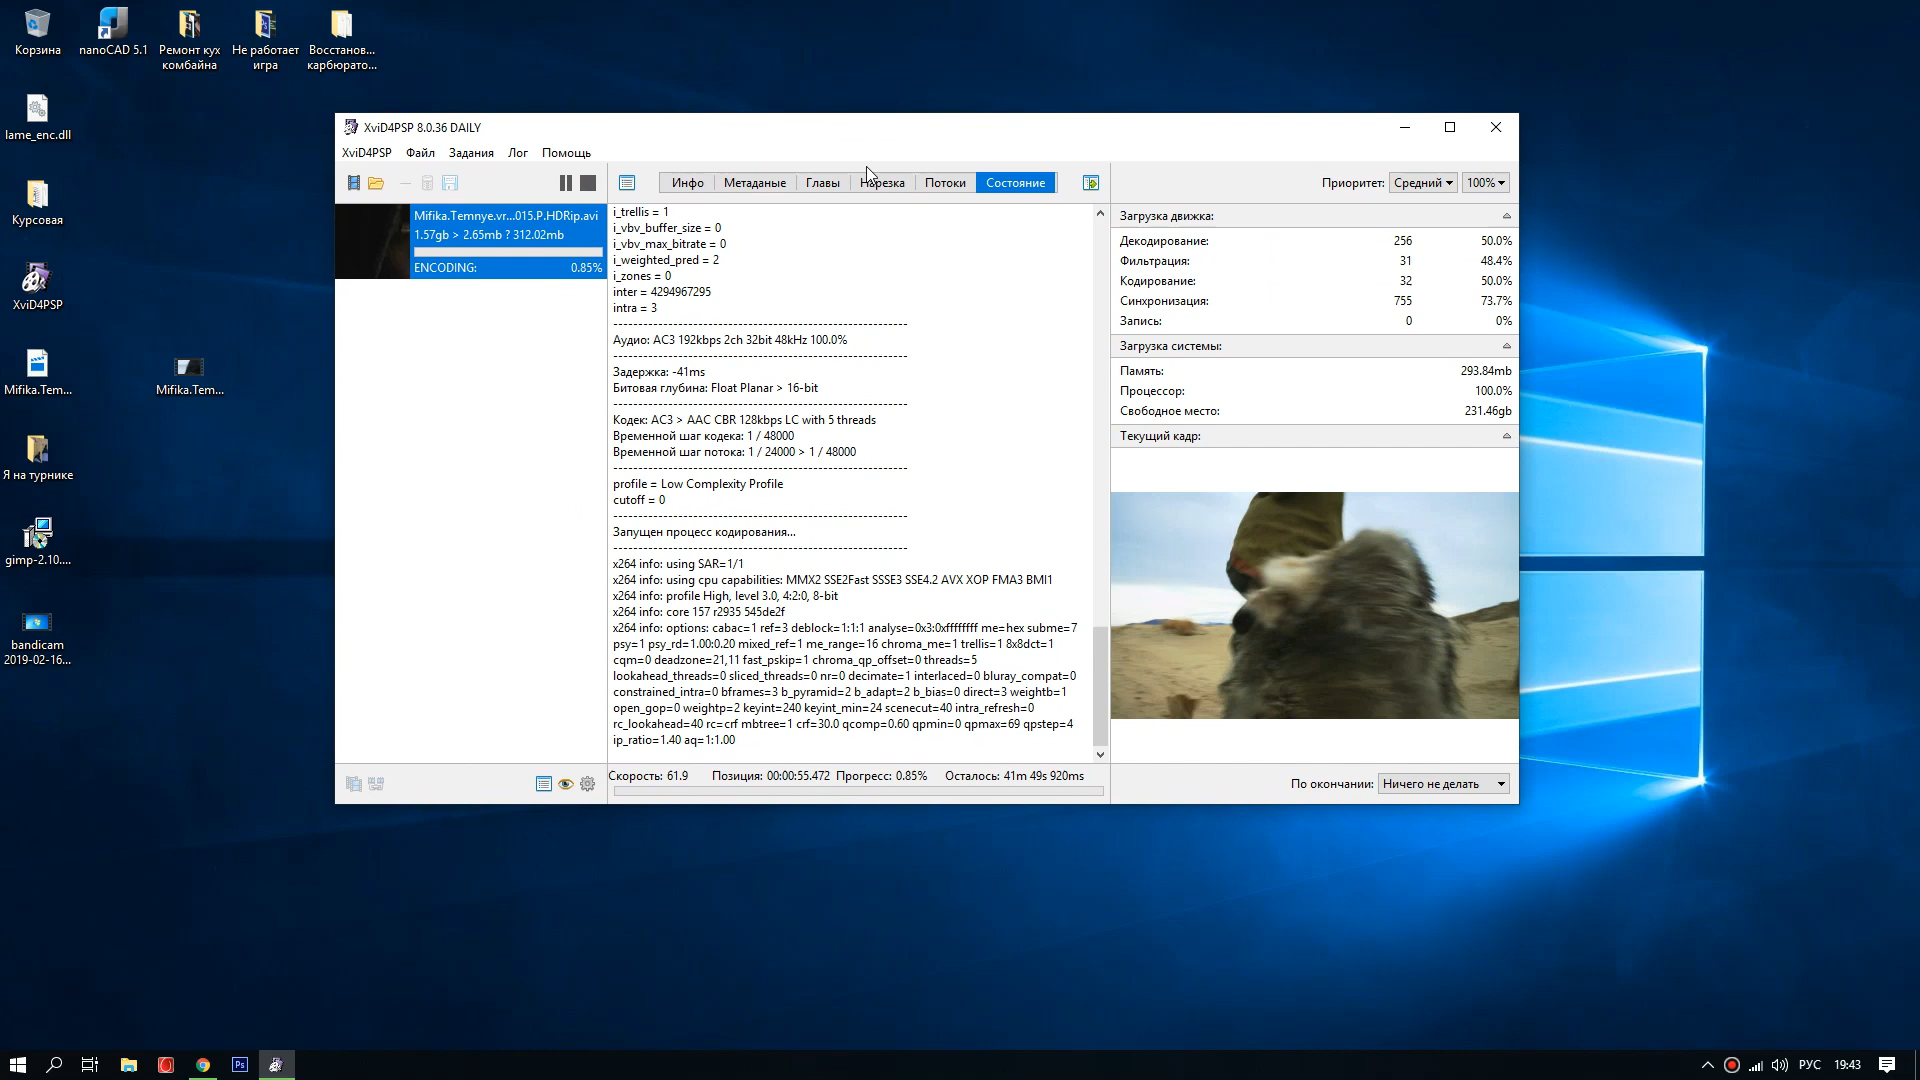 Корзина
nanoCAD 5.1
Ремонт кух
комбайна
Не работает
игра
Восстанов...
карбюрато...
lame_enc.dll
Курсовая
XviD4PSP
Mifika.Tem...
Mifika.Tem...
Я на турнике
gimp-2.10....
bandicam
2019-02-16...
XviD4PSP 8.0.36 DAILY
XviD4PSP Файл Задания Лог Помощь
Инфо Метаданые Главы Нарезка Потоки Состояние
Приоритет: Средний 100%
Mifika.Temnye.vr...015.P.HDRip.avi
1.57gb > 2.65mb ? 312.02mb
ENCODING: 0.85%
i_trellis = 1
i_vbv_buffer_size = 0
i_vbv_max_bitrate = 0
i_weighted_pred = 2
i_zones = 0
inter = 4294967295
intra = 3
Аудио: AC3 192kbps 2ch 32bit 48kHz 100.0%
Задержка: -41ms
Битовая глубина: Float Planar > 16-bit
Кодек: AC3 > AAC CBR 128kbps LC with 5 threads
Временной шаг кодека: 1 / 48000
Временной шаг потока: 1 / 24000 > 1 / 48000
profile = Low Complexity Profile
cutoff = 0
Запущен процесс кодирования...
x264 info: using SAR=1/1
x264 info: using cpu capabilities: MMX2 SSE2Fast SSSE3 SSE4.2 AVX XOP FMA3 BMI1
x264 info: profile High, level 3.0, 4:2:0, 8-bit
x264 info: core 157 r2935 545de2f
x264 info: options: cabac=1 ref=3 deblock=1:1:1 analyse=0x3:0xffffffff me=hex subme=7
psy=1 psy_rd=1.00:0.20 mixed_ref=1 me_range=16 chroma_me=1 trellis=1 8x8dct=1
cqm=0 deadzone=21,11 fast_pskip=1 chroma_qp_offset=0 threads=5
lookahead_threads=0 sliced_threads=0 nr=0 decimate=1 interlaced=0 bluray_compat=0
constrained_intra=0 bframes=3 b_pyramid=2 b_adapt=2 b_bias=0 direct=3 weightb=1
open_gop=0 weightp=2 keyint=240 keyint_min=24 scenecut=40 intra_refresh=0
rc_lookahead=40 rc=crf mbtree=1 crf=30.0 qcomp=0.60 qpmin=0 qpmax=69 qpstep=4
ip_ratio=1.40 aq=1:1.00
Скорость: 61.9 Позиция: 00:00:55.472 Прогресс: 0.85% Осталось: 41m 49s 920ms
Загрузка движка:
Декодирование: 256 50.0%
Фильтрация: 31 48.4%
Кодирование: 32 50.0%
Синхронизация: 755 73.7%
Запись: 0 0%
Загрузка системы:
Память: 293.84mb
Процессор: 100.0%
Свободное место: 231.46gb
Текущий кадр:
По окончании: Ничего не делать
Ps
РУС 19:43